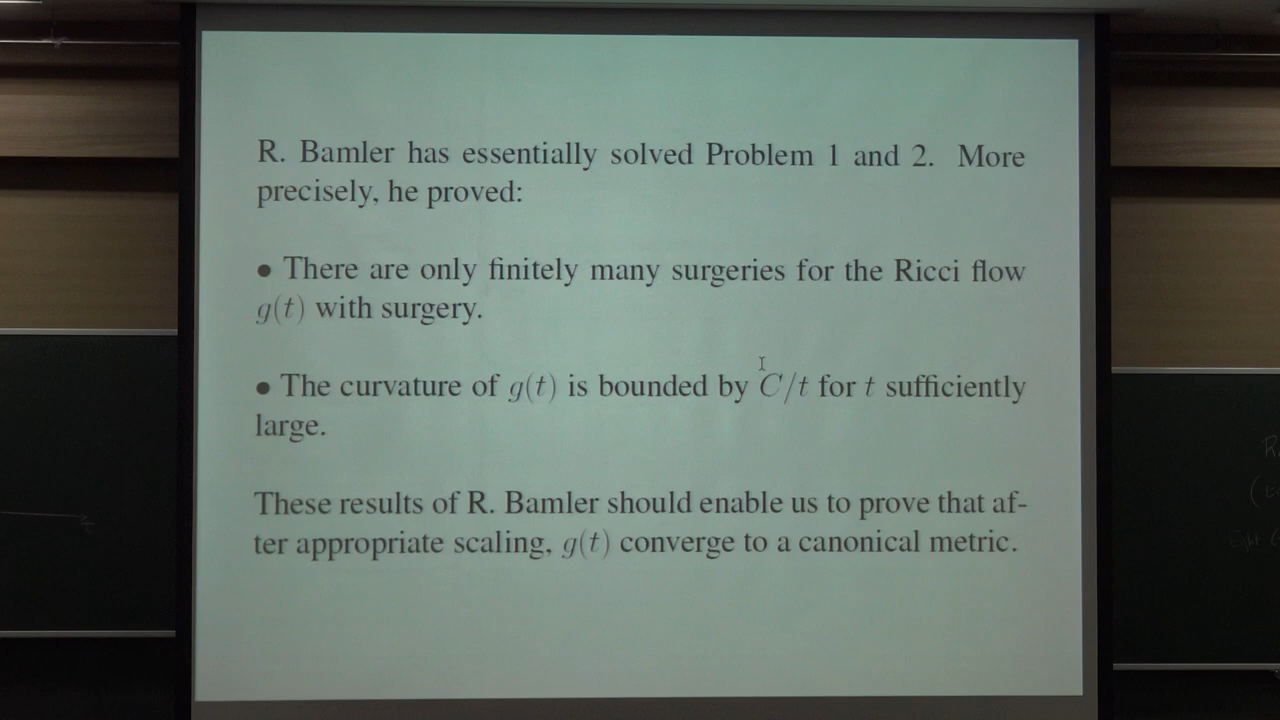 R. Bamler has essentially solved Problem 1 and 2. More
precisely, he proved:
• There are only finitely many surgeries for the Ricci flow
g(t) with surgery.
• The curvature of g(t) is bounded by C/t for t sufficiently
large.
These results of R. Bamler should enable us to prove that af-
ter appropriate scaling, g(t) converge to a canonical metric.